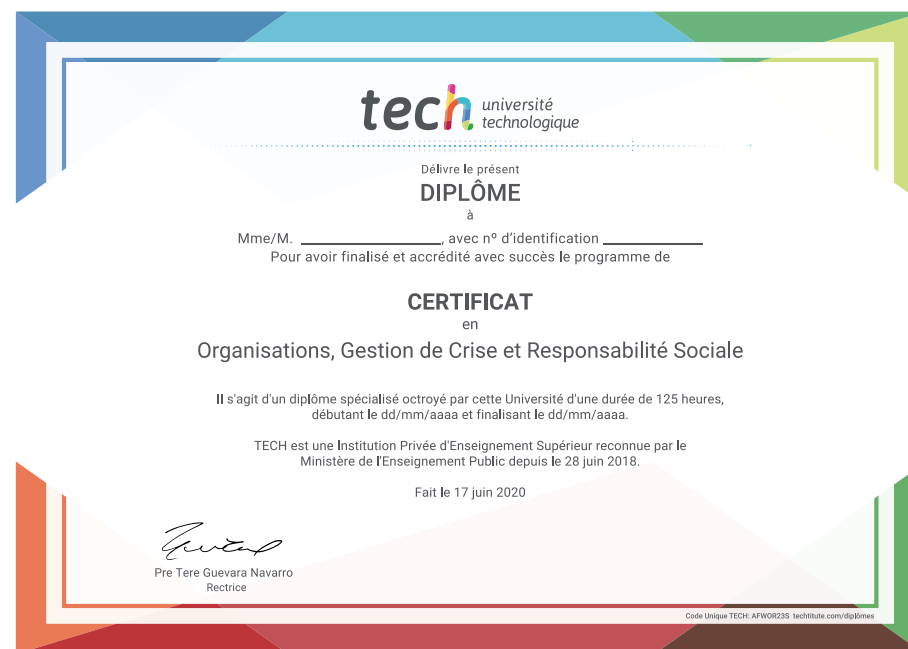 tech université
technologique
Délivre le présent
DIPLÔME
à
Mme/M. ____________, avec nº d'identification ____________
Pour avoir finalisé et accrédité avec succès le programme de
CERTIFICAT
en
Organisations, Gestion de Crise et Responsabilité Sociale
Il s'agit d'un diplôme spécialisé octroyé par cette Université d'une durée de 125 heures,
débutant le dd/mm/aaaa et finalisant le dd/mm/aaaa.
TECH est une Institution Privée d'Enseignement Supérieur reconnue par le
Ministère de l'Enseignement Public depuis le 28 juin 2018.
Fait le 17 juin 2020
Pre Tere Guevara Navarro
Rectrice
Code Unique TECH: AFWOR23S techtitute.com/diplômes